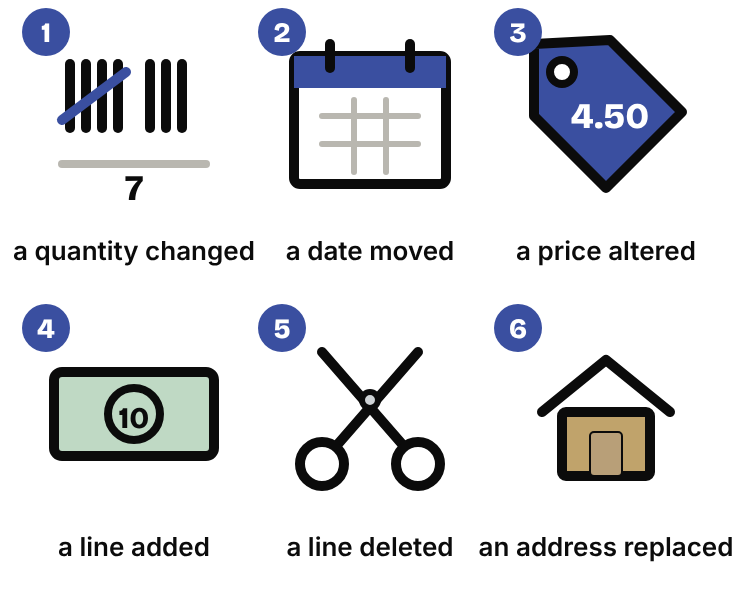 1
2
3
4.50
7
a quantity changed
a date moved
a price altered
4
5
6
10
a line added
a line deleted
an address replaced